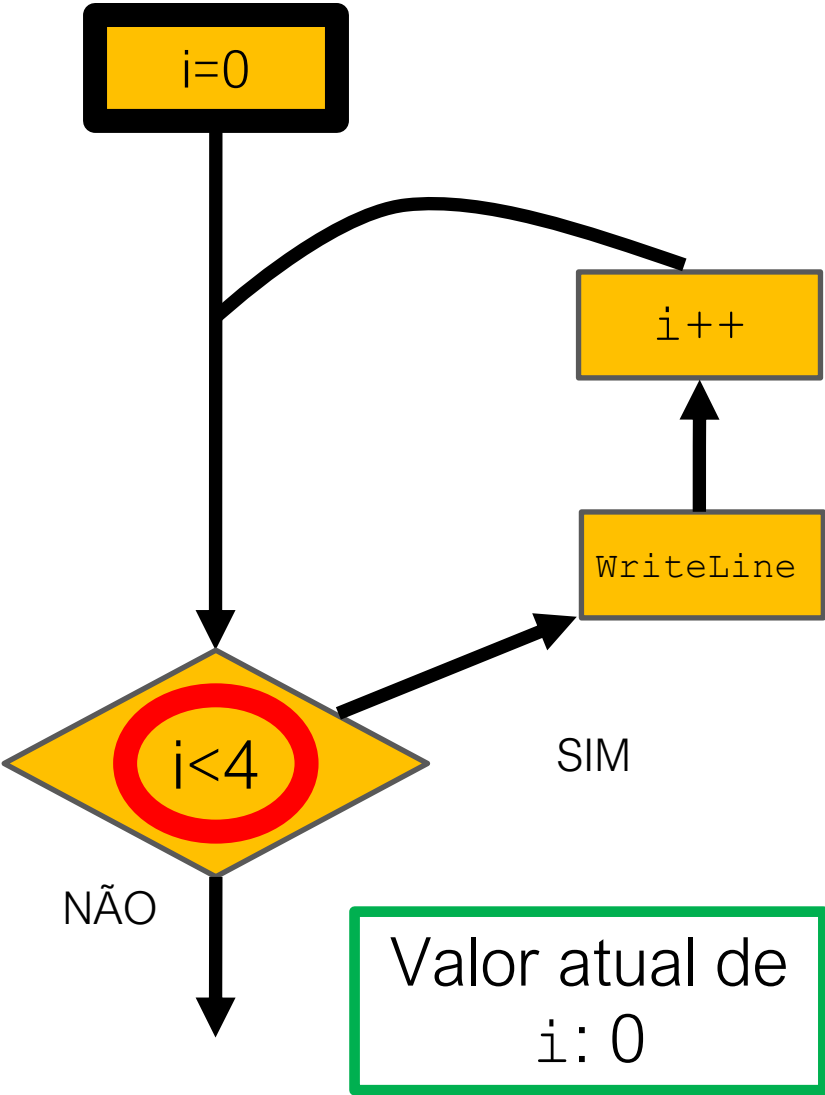 i=0
i++
WriteLine
i<4
SIM
NÃO
Valor atual de
i: 0